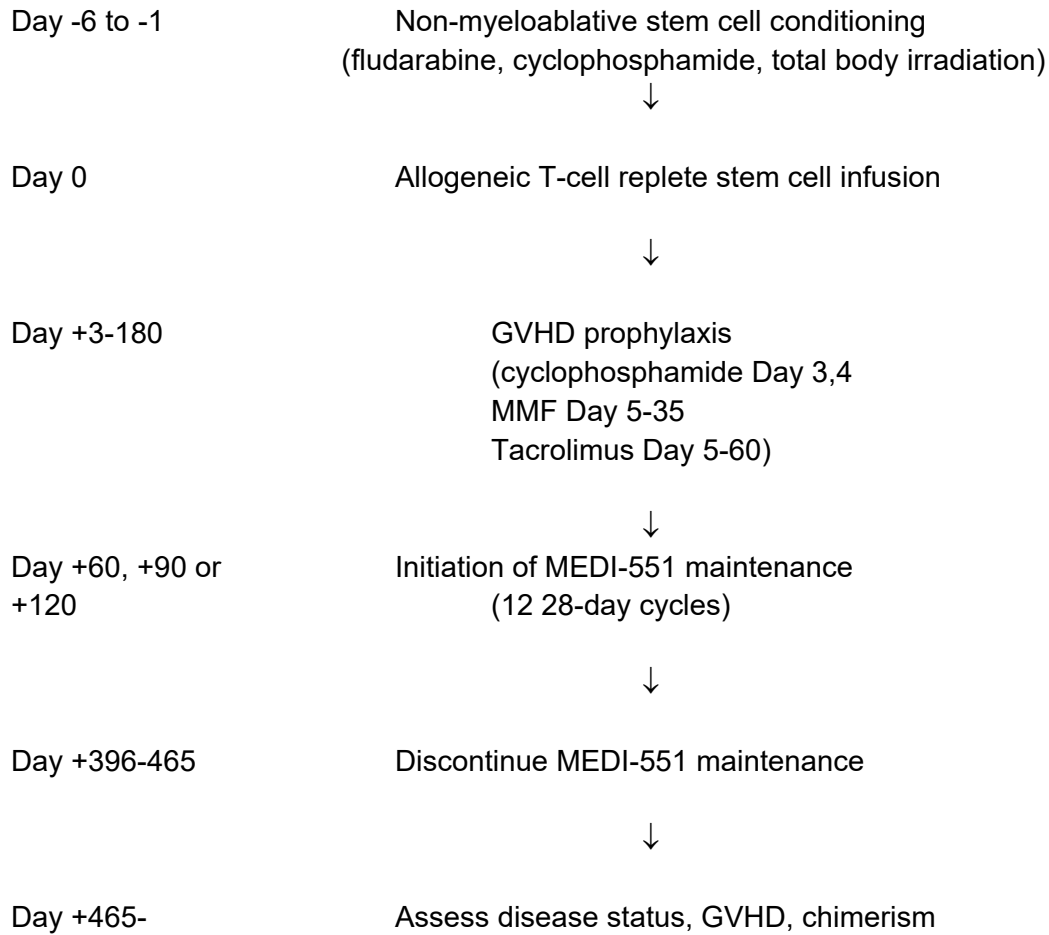 Day -6 to -1 Non-myeloablative stem cell conditioning
(fludarabine, cyclophosphamide, total body irradiation)
↓
Day 0 Allogeneic T-cell replete stem cell infusion
↓
Day +3-180 GVHD prophylaxis
(cyclophosphamide Day 3,4
MMF Day 5-35
Tacrolimus Day 5-60)
↓
Day +60, +90 or Initiation of MEDI-551 maintenance
+120 (12 28-day cycles)
↓
Day +396-465 Discontinue MEDI-551 maintenance
↓
Day +465- Assess disease status, GVHD, chimerism